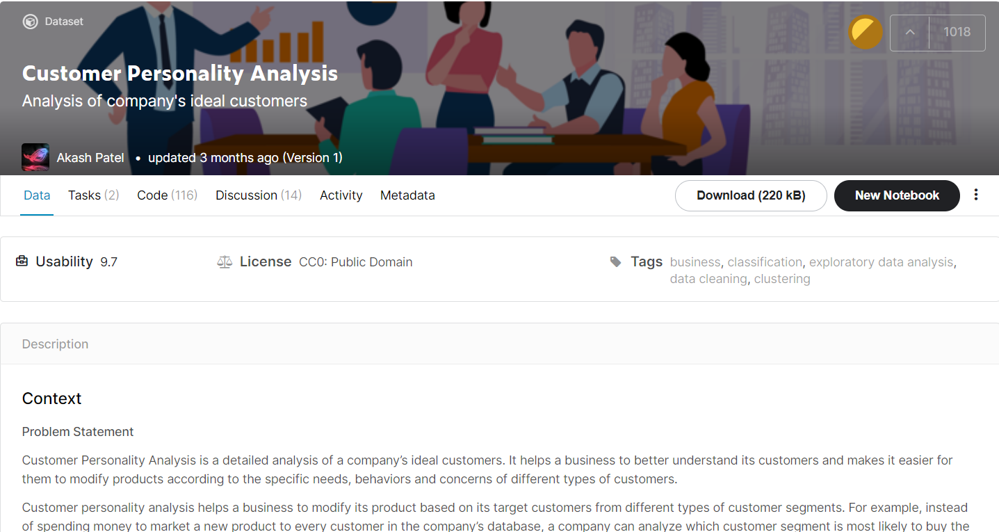 Dataset
1018
Customer Personality Analysis
Analysis of company's ideal customers
Akash Patel • updated 3 months ago (Version 1)
Data Tasks (2) Code (116) Discussion (14) Activity Metadata Download (220 kB) New Notebook
Usability 9.7 License CC0: Public Domain Tags business, classification, exploratory data analysis,
data cleaning, clustering
Description
Context
Problem Statement
Customer Personality Analysis is a detailed analysis of a company’s ideal customers. It helps a business to better understand its customers and makes it easier for
them to modify products according to the specific needs, behaviors and concerns of different types of customers.
Customer personality analysis helps a business to modify its product based on its target customers from different types of customer segments. For example, instead
of spending money to market a new product to every customer in the company’s database, a company can analyze which customer segment is most likely to buy the